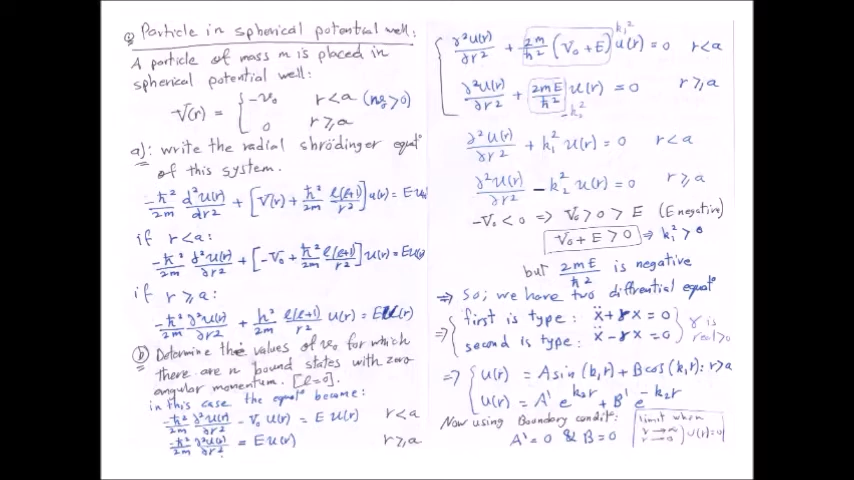 Q Particle in spherical potential well:
A particle of mass m is placed in
spherical potential well:
V(r) = { -v₀ r<a (v₀>0)
0 r⩾a
a): write the radial shrödinger equat°
of this system.
-ℏ²/2m d²U(r)/dr² + [V(r) + ℏ²/2m ℓ(ℓ+1)/r²] u(r) = E u(r)
if r<a:
-ℏ²/2m ∂²U(r)/∂r² + [-V₀ + ℏ²/2m ℓ(ℓ+1)/r²] U(r) = E U(r)
if r ⩾ a:
-ℏ²/2m ∂²U(r)/∂r² + ℏ²/2m ℓ(ℓ+1)/r² U(r) = E U(r)
(b) Determine the values of v₀ for which
there are n bound states with zero
angular momentum. [ℓ=0].
in this case the equat° become:
-ℏ²/2m ∂²U(r)/∂r² - V₀ U(r) = E U(r) r<a
-ℏ²/2m ∂²U(r)/∂r² = E U(r) r⩾a
{ ∂²U(r)/∂r² + 2m/ℏ² (V₀+E) u(r) = 0 r<a k₁²
∂²U(r)/∂r² + 2mE/ℏ² u(r) = 0 r⩾a
-k₂²
∂²U(r)/∂r² + k₁² U(r) = 0 r<a
∂²U(r)/∂r² - k₂² U(r) = 0 r⩾a
-V₀ < 0 ⇒ V₀ > 0 > E (E negative)
V₀ + E > 0 ⇒ k₁² > 0
but 2mE/ℏ² is negative
⇒ So; we have two diffrential equat°
⇒ { first is type: ẍ + γx = 0 } γ is
second is type: ẍ - γx = 0 real>0
⇒ { U(r) = A sin(k₁r) + B cos(k₁r): r>a
U(r) = A' e^k₂r + B' e^-k₂r
Now using Boundary condit:
A' = 0 & B = 0
limit when
r→∞
r→0 ) U(r)=0